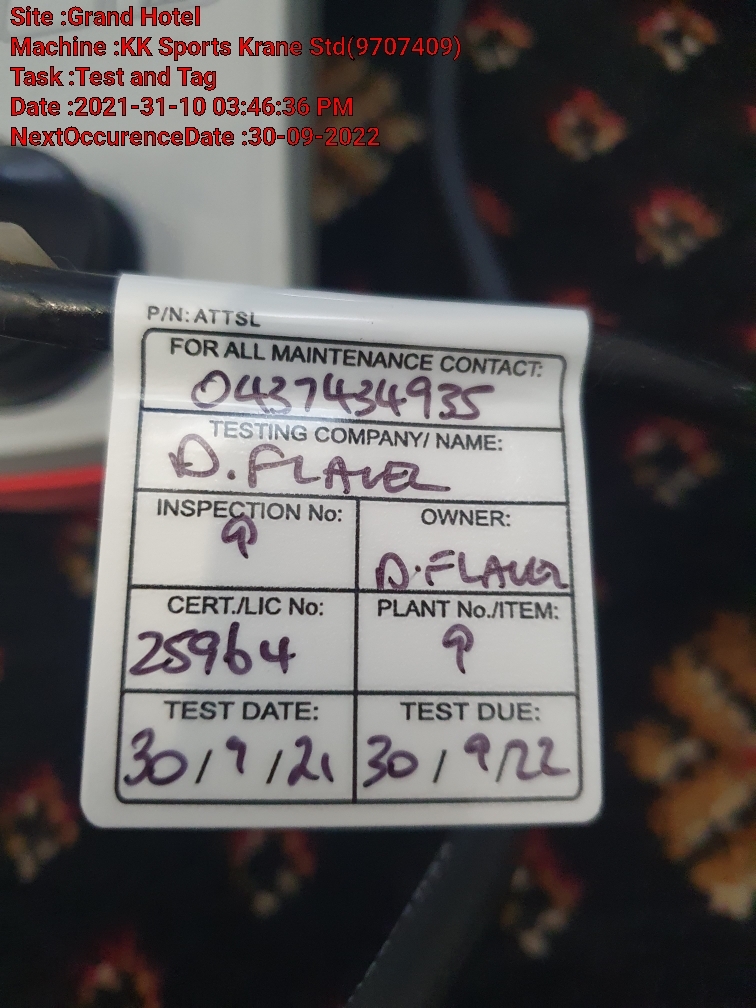 Site :Grand Hotel
Machine :KK Sports Krane Std(9707409)
Task :Test and Tag
Date :2021-31-10 03:46:36 PM
NextOccurenceDate :30-09-2022
P/N: ATTSL
FOR ALL MAINTENANCE CONTACT:
0437434935
TESTING COMPANY/ NAME:
D. FLAVEL
INSPECTION No:
9
OWNER:
D. FLAVEL
CERT./LIC No:
25964
PLANT No./ITEM:
9
TEST DATE:
30/9/21
TEST DUE:
30/9/22